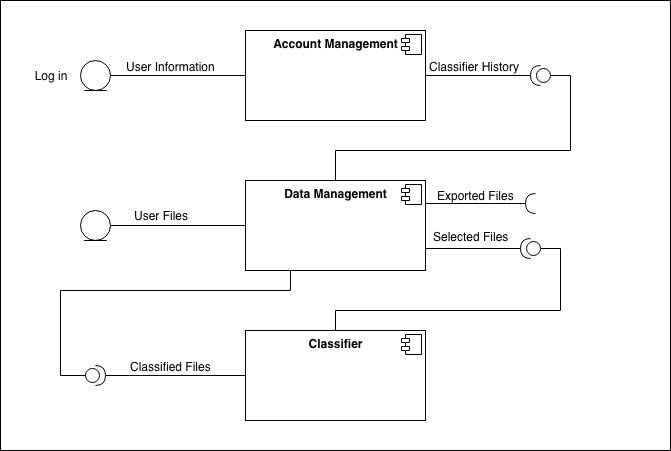 Account Management
Log in
User Information
Classifier History
Data Management
Exported Files
User Files
Selected Files
Classifier
Classified Files